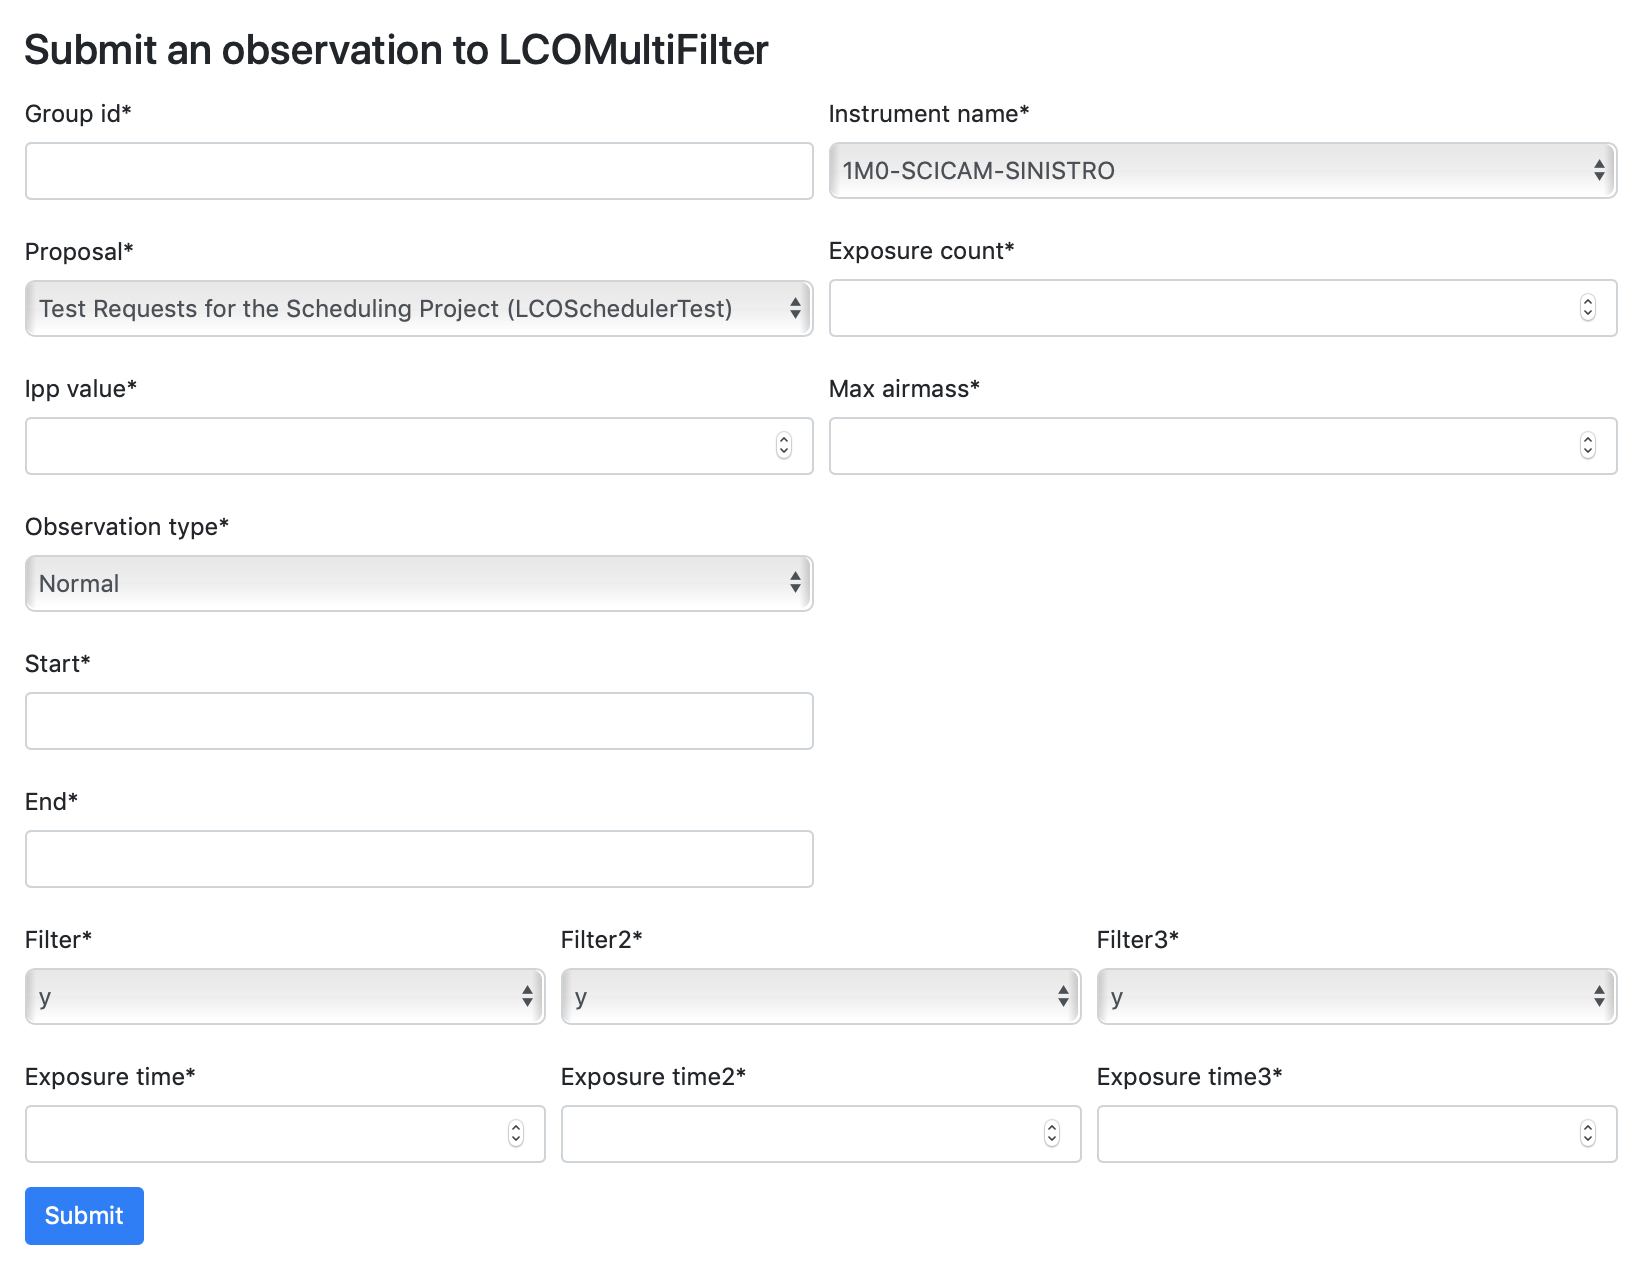 Submit an observation to LCOMultiFilter
Group id*
Instrument name*
1M0-SCICAM-SINISTRO
Proposal*
Exposure count*
Test Requests for the Scheduling Project (LCOSchedulerTest)
Ipp value*
Max airmass*
Observation type*
Normal
Start*
End*
Filter*
Filter2*
Filter3*
y
y
y
Exposure time*
Exposure time2*
Exposure time3*
Submit